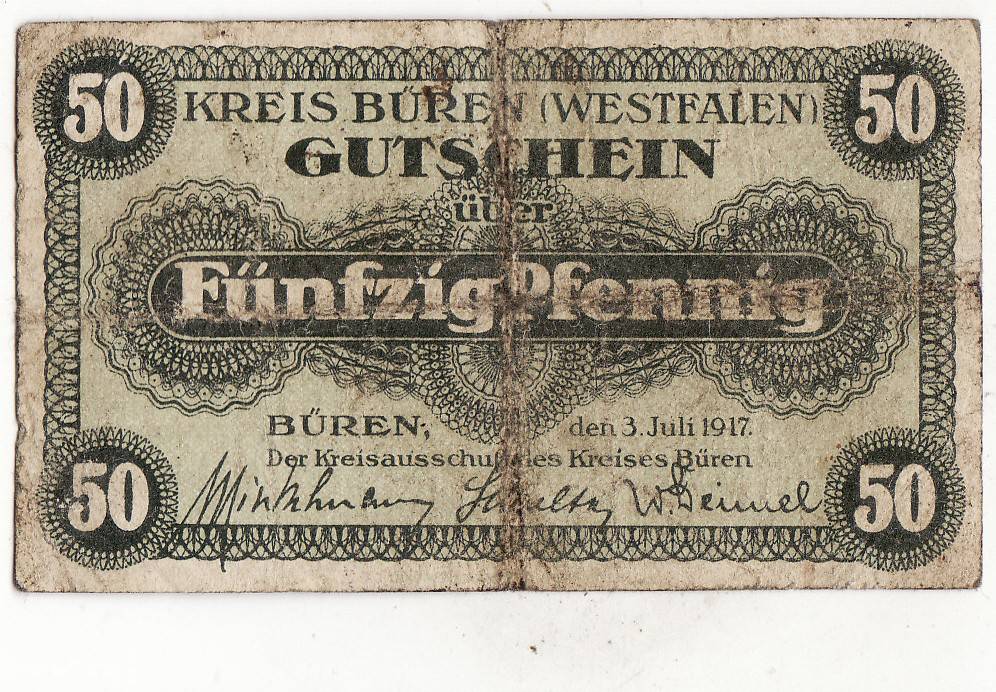 50 50
KREIS BÜREN (WESTFALEN)
GUTSCHEIN
über
Fünfzig Pfennig
BÜREN, den 3. Juli 1917.
Der Kreisausschuß des Kreises Büren
Schultz
50 50